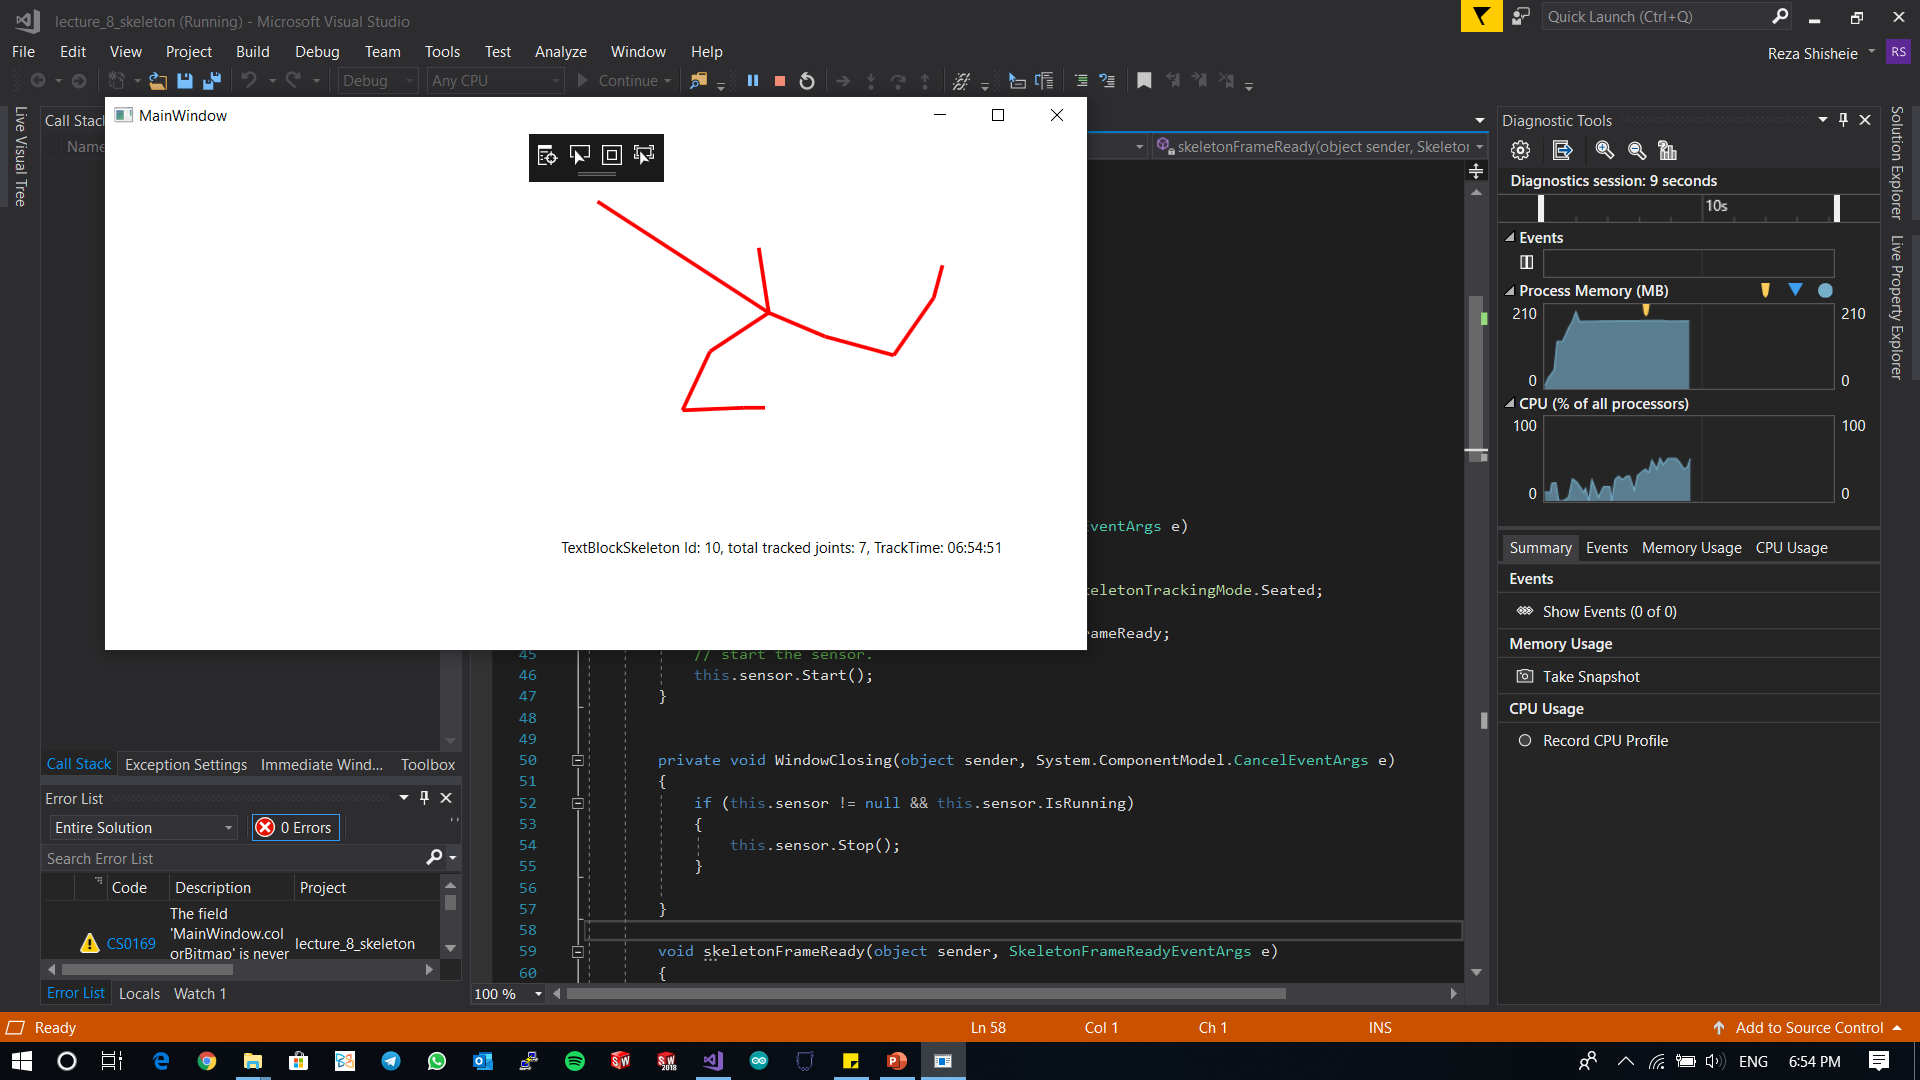 lecture_8_skeleton (Running) - Microsoft Visual Studio
Quick Launch (Ctrl+Q)
File Edit View Project Build Debug Team Tools Test Analyze Window Help
Reza Shisheie RS
Debug Any CPU Continue
Live Visual Tree
Call Stack
Name
MainWindow
skeletonFrameReady(object sender, Skeleton
TextBlockSkeleton Id: 10, total tracked joints: 7, TrackTime: 06:54:51
EventArgs e)
eletonTrackingMode.Seated;
rameReady;
45 // start the sensor.
46 this.sensor.Start();
47 }
48
49
50 private void WindowClosing(object sender, System.ComponentModel.CancelEventArgs e)
51 {
52 if (this.sensor != null && this.sensor.IsRunning)
53 {
54 this.sensor.Stop();
55 }
56
57 }
58
59 void skeletonFrameReady(object sender, SkeletonFrameReadyEventArgs e)
60 {
100 %
Call Stack Exception Settings Immediate Wind... Toolbox
Error List
Entire Solution
0 Errors
Search Error List
Code Description Project
CS0169
The field
'MainWindow.col
orBitmap' is never
lecture_8_skeleton
Error List Locals Watch 1
Diagnostic Tools
Diagnostics session: 9 seconds
10s
Events
Process Memory (MB)
210 210
0 0
CPU (% of all processors)
100 100
0 0
Summary Events Memory Usage CPU Usage
Events
Show Events (0 of 0)
Memory Usage
Take Snapshot
CPU Usage
Record CPU Profile
Solution Explorer
Live Property Explorer
Ready
Ln 58 Col 1 Ch 1 INS
Add to Source Control
SW
SW
2018
ENG 6:54 PM